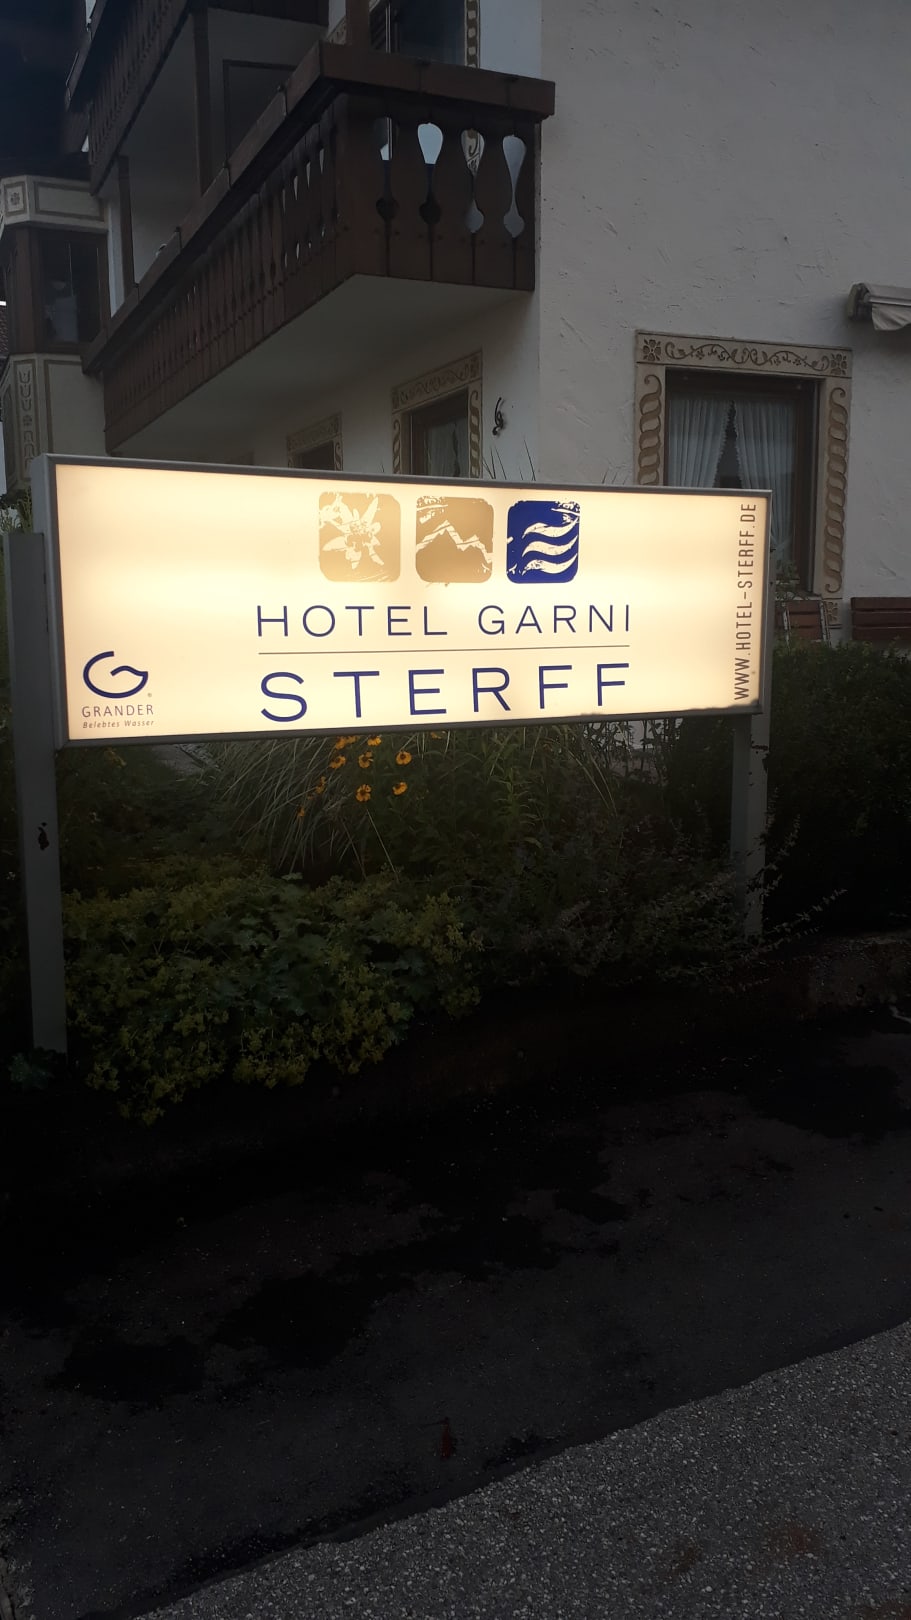 HOTEL GARNI
STERFF
GRANDER®
Belebtes Wasser
WWW.HOTEL-STERFF.DE